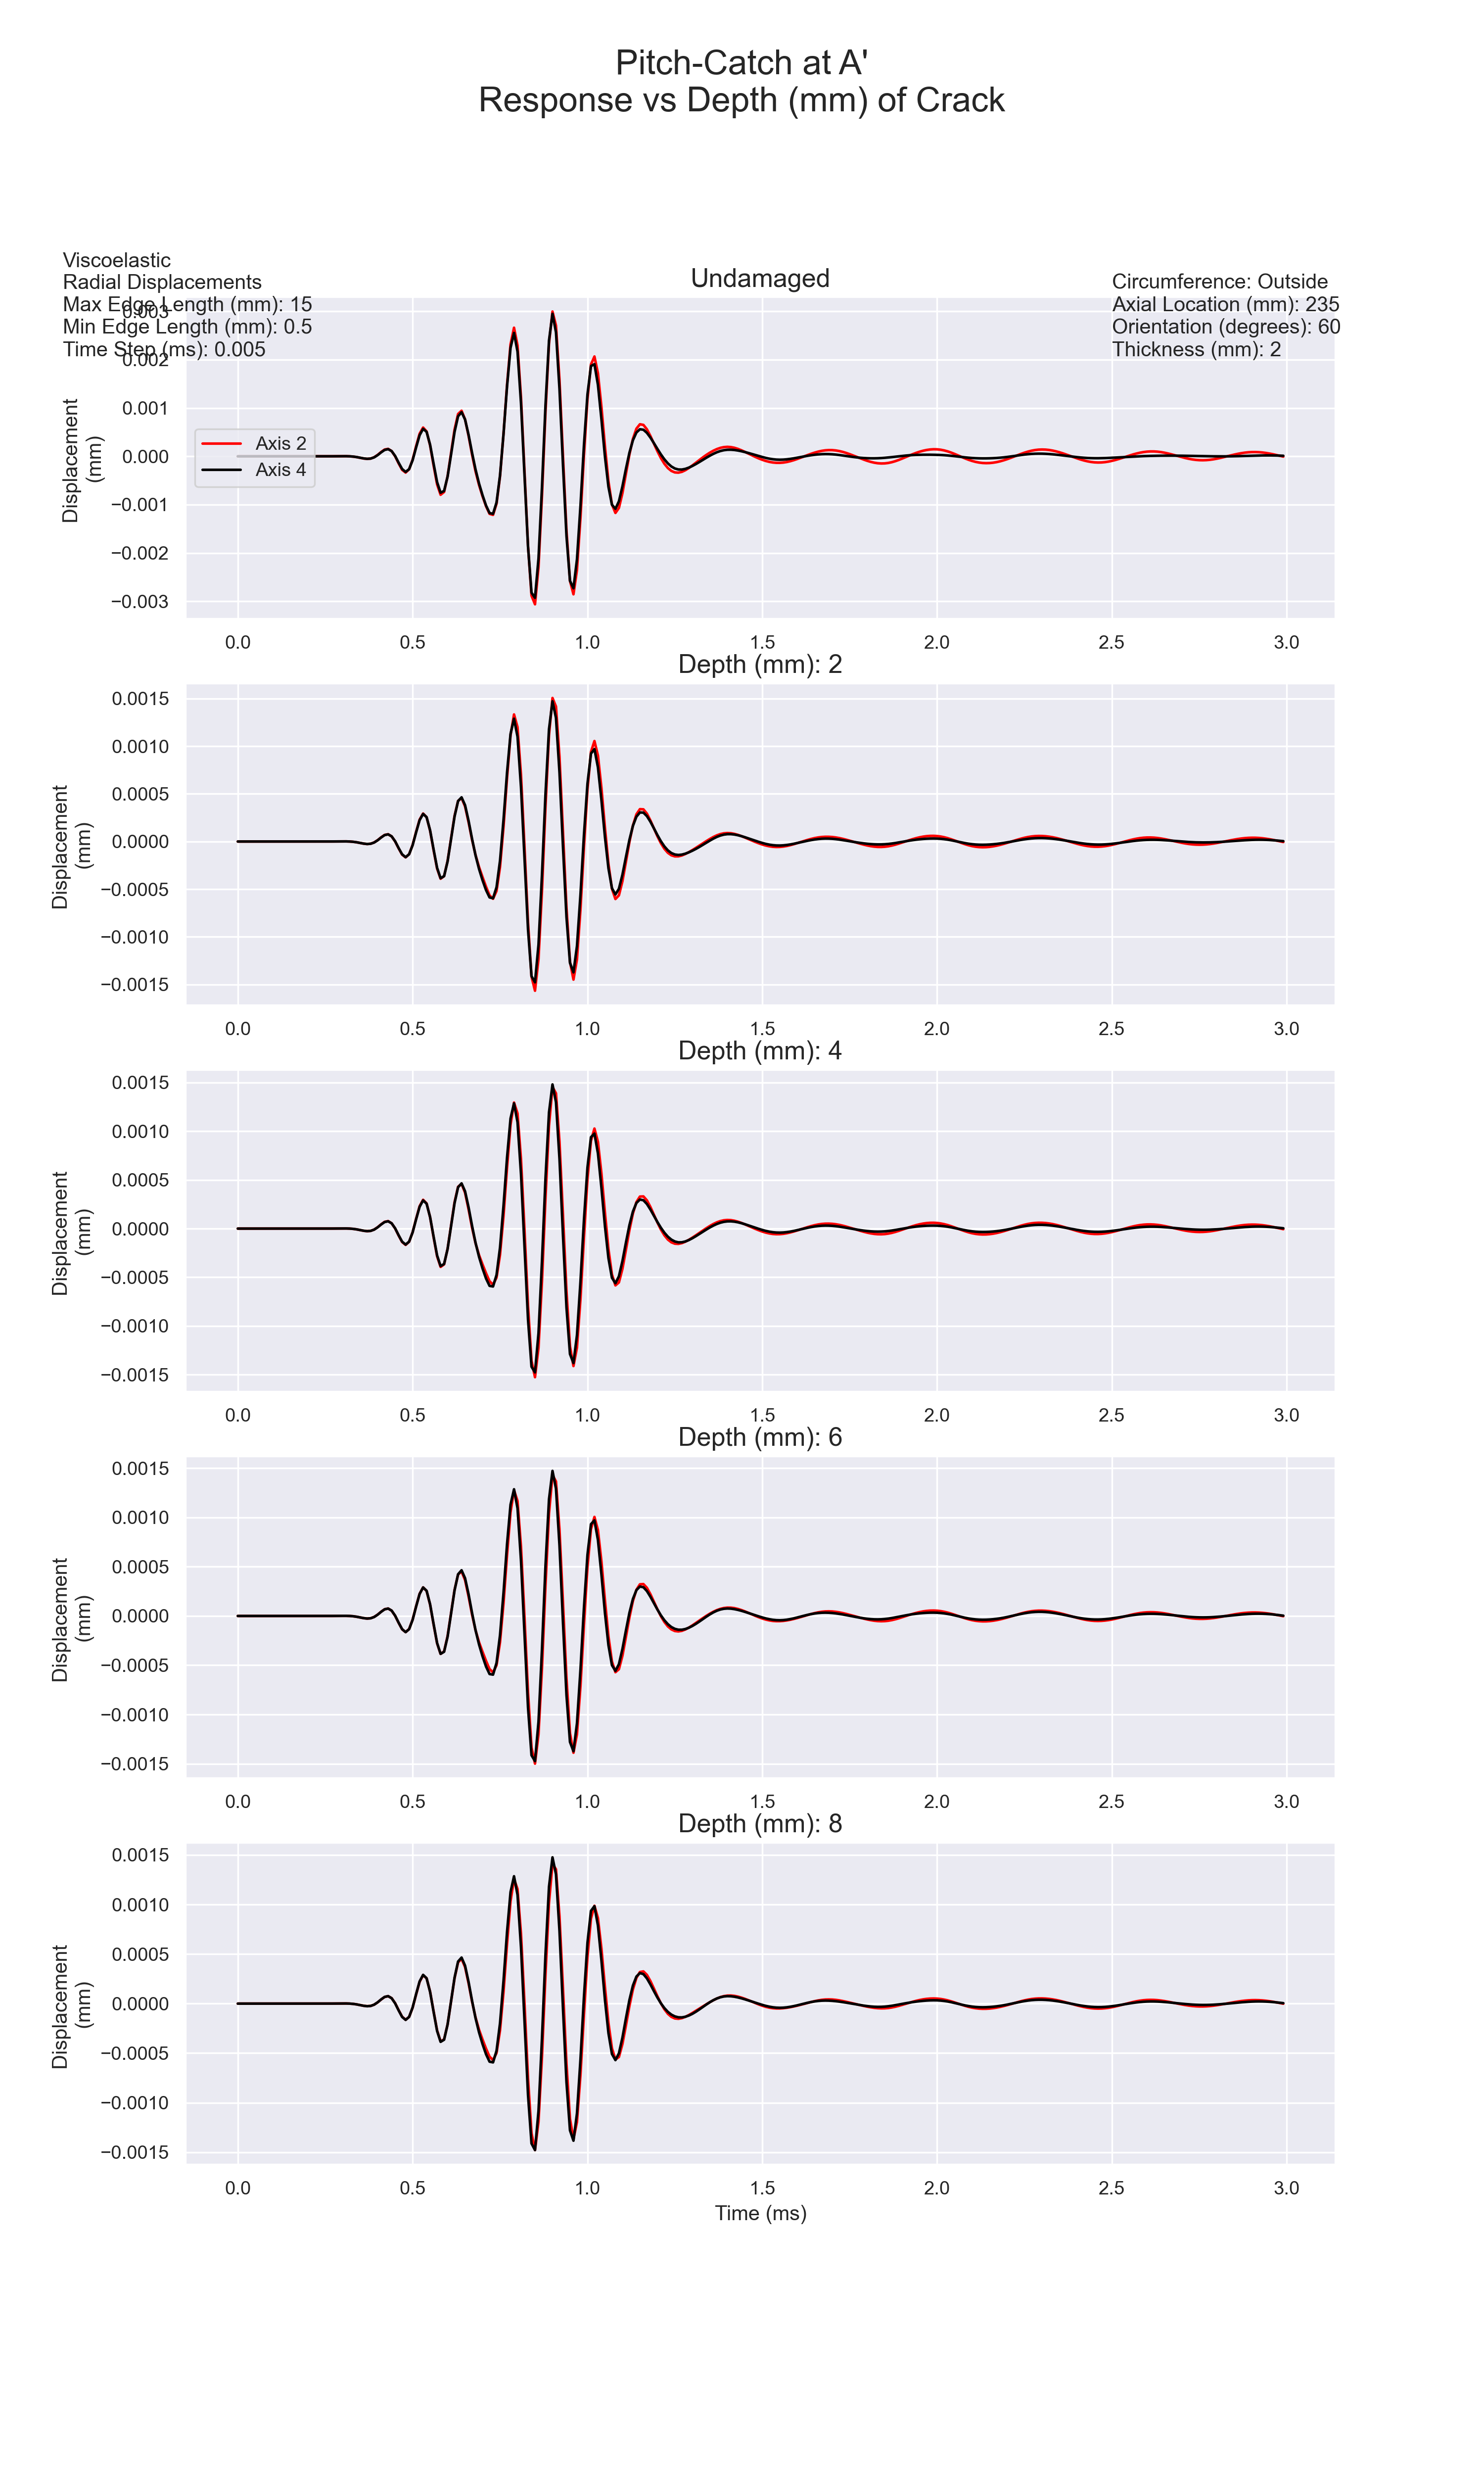 Pitch-Catch at A'
Response vs Depth (mm) of Crack
Viscoelastic
Radial Displacements
Max Edge Length (mm): 15
Min Edge Length (mm): 0.5
Time Step (ms): 0.005
Undamaged
Circumference: Outside
Axial Location (mm): 235
Orientation (degrees): 60
Thickness (mm): 2
Displacement
(mm)
0.003
0.002
0.001
0.000
−0.001
−0.002
−0.003
Axis 2
Axis 4
0.0 0.5 1.0 1.5 2.0 2.5 3.0
Depth (mm): 2
Displacement
(mm)
0.0015
0.0010
0.0005
0.0000
−0.0005
−0.0010
−0.0015
0.0 0.5 1.0 1.5 2.0 2.5 3.0
Depth (mm): 4
Displacement
(mm)
0.0015
0.0010
0.0005
0.0000
−0.0005
−0.0010
−0.0015
0.0 0.5 1.0 1.5 2.0 2.5 3.0
Depth (mm): 6
Displacement
(mm)
0.0015
0.0010
0.0005
0.0000
−0.0005
−0.0010
−0.0015
0.0 0.5 1.0 1.5 2.0 2.5 3.0
Depth (mm): 8
Displacement
(mm)
0.0015
0.0010
0.0005
0.0000
−0.0005
−0.0010
−0.0015
0.0 0.5 1.0 1.5 2.0 2.5 3.0
Time (ms)